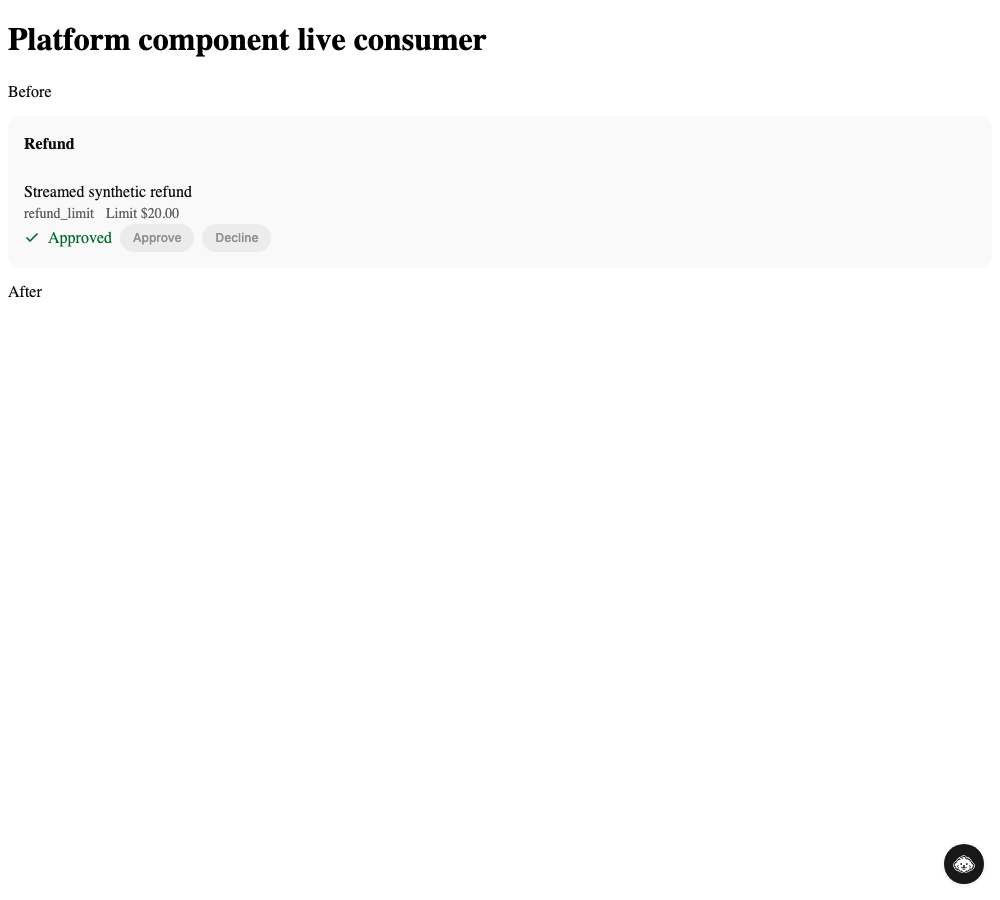 Platform component live consumer
Before
Refund
Streamed synthetic refund
refund_limit Limit $20.00
Approved Approve Decline
After